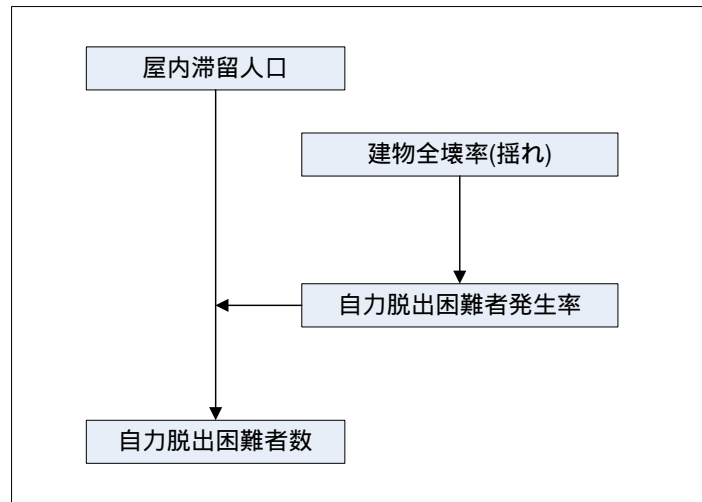 屋内滞留人口
建物全壊率(揺れ)
自力脱出困難者発生率
自力脱出困難者数